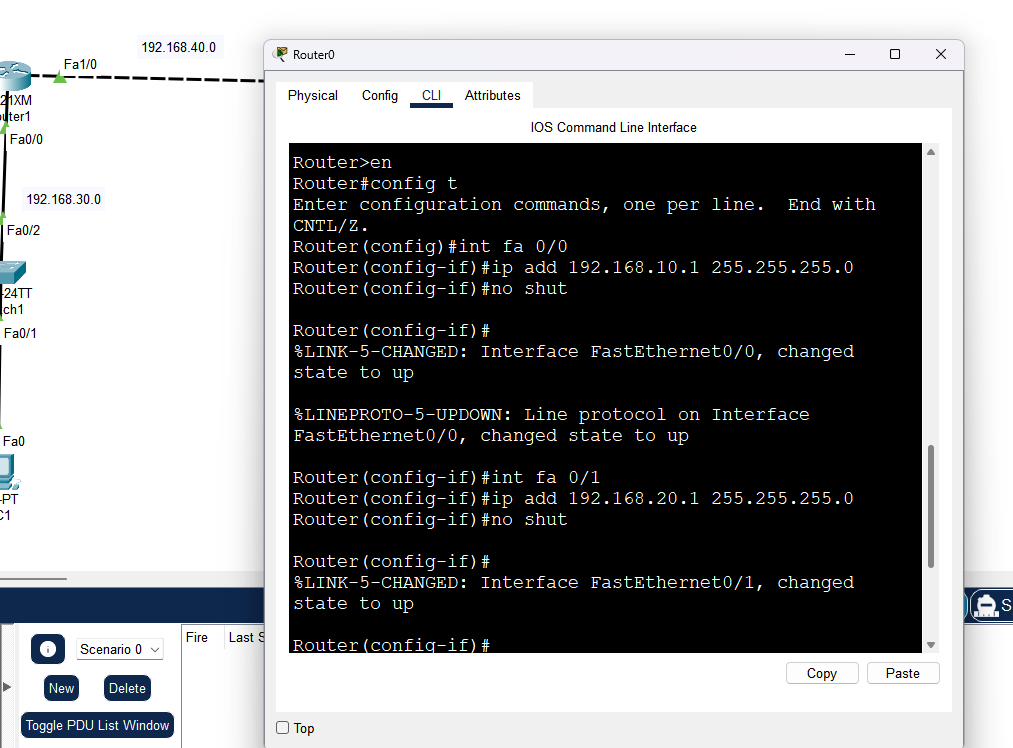 192.168.40.0
Fa1/0
21XM
uter1
Fa0/0
192.168.30.0
Fa0/2
-24TT
ch1
Fa0/1
Fa0
-PT
C1
Router0
Physical Config CLI Attributes
IOS Command Line Interface
Router>en
Router#config t
Enter configuration commands, one per line.  End with
CNTL/Z.
Router(config)#int fa 0/0
Router(config-if)#ip add 192.168.10.1 255.255.255.0
Router(config-if)#no shut
Router(config-if)#
%LINK-5-CHANGED: Interface FastEthernet0/0, changed
state to up
%LINEPROTO-5-UPDOWN: Line protocol on Interface
FastEthernet0/0, changed state to up
Router(config-if)#int fa 0/1
Router(config-if)#ip add 192.168.20.1 255.255.255.0
Router(config-if)#no shut
Router(config-if)#
%LINK-5-CHANGED: Interface FastEthernet0/1, changed
state to up
Router(config-if)#
Copy Paste
Top
Scenario 0
New Delete
Toggle PDU List Window
Fire Last S
S